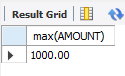 Result Grid
max(AMOUNT)
1000.00